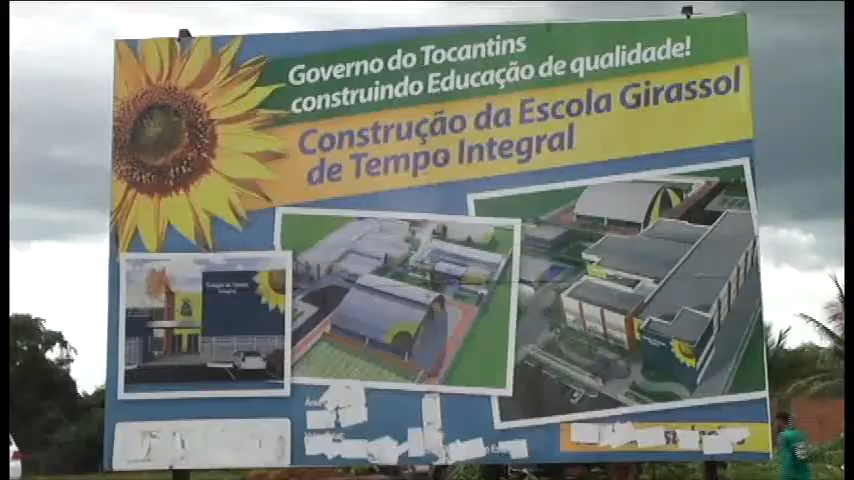 Governo do Tocantins
construindo Educação de qualidade!
Construção da Escola Girassol
de Tempo Integral